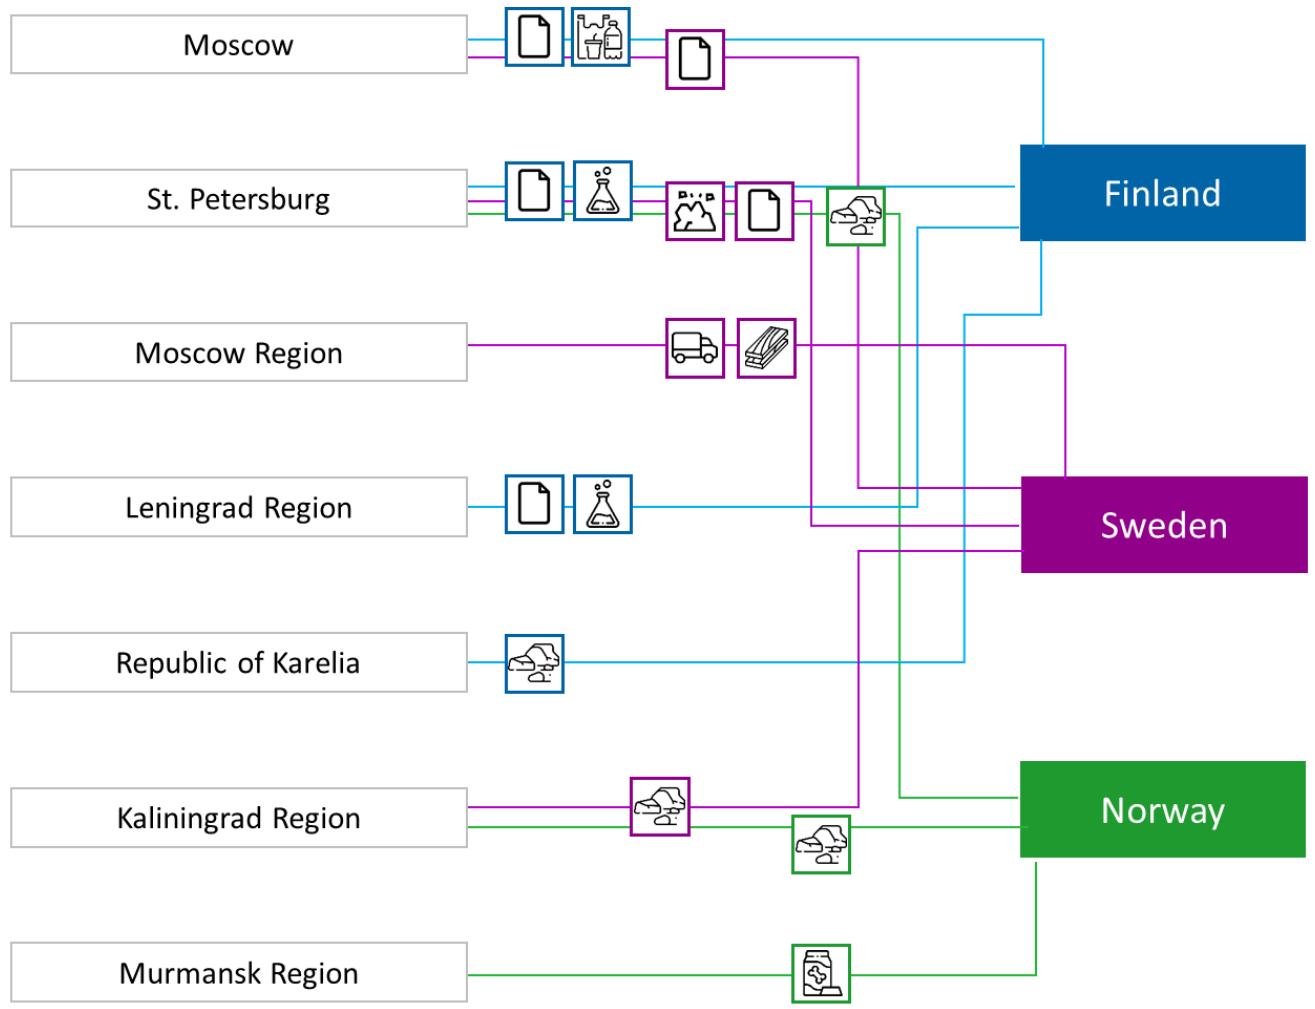 Moscow
St. Petersburg
Finland
Moscow Region
Leningrad Region
Sweden
Republic of Karelia
Kaliningrad Region
Norway
Murmansk Region